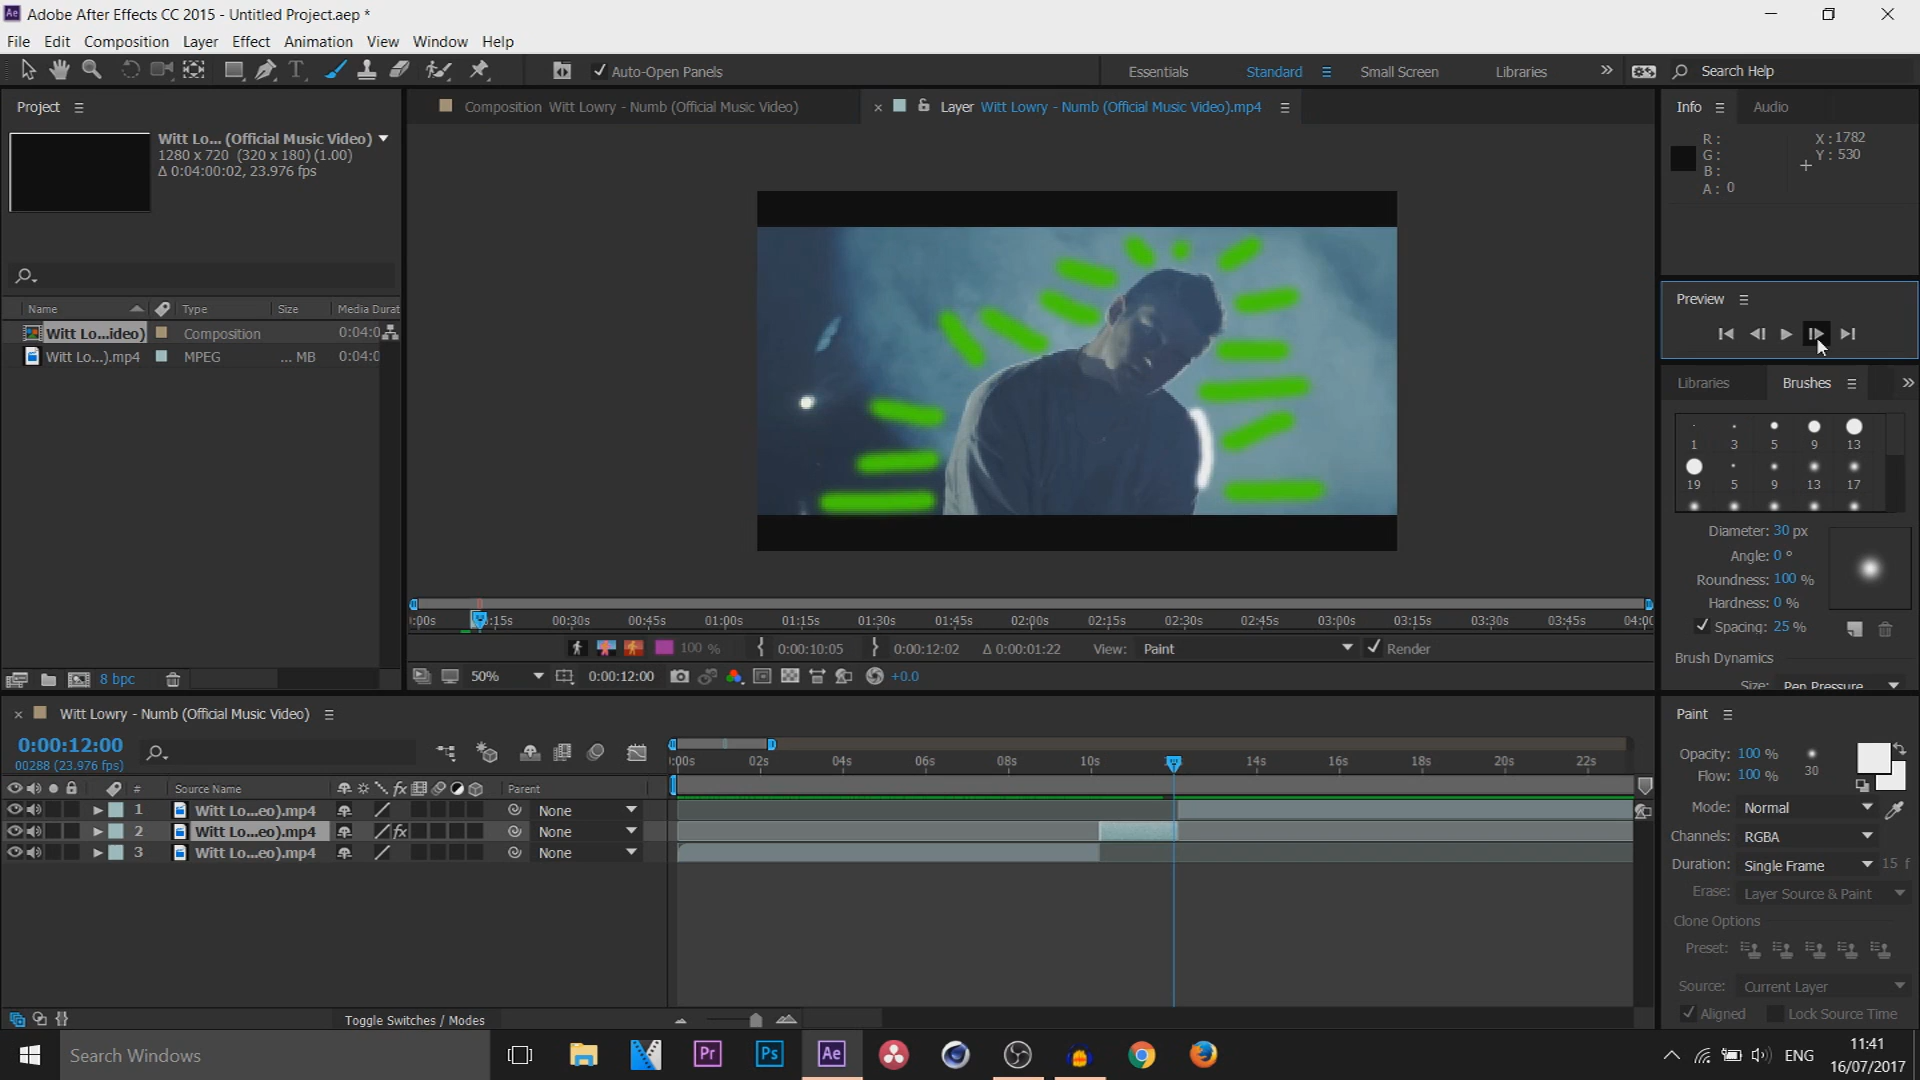 Adobe After Effects CC 2015 - Untitled Project.aep *
File Edit Composition Layer Effect Animation View Window Help
Auto-Open Panels
Essentials Standard Small Screen Libraries Search Help
Project
Composition Witt Lowry - Numb (Official Music Video)
Layer Witt Lowry - Numb (Official Music Video).mp4
Info Audio
Witt Lo... (Official Music Video)
1280 x 720 (320 x 180) (1.00)
Δ 0:04:00:02, 23.976 fps
R :
G :
B :
A : 0
X : 1782
Y : 530
Preview
Name Type Size Media Durat
Witt Lo...ideo) Composition 0:04:0
Witt Lo...).mp4 MPEG ... MB 0:04:0
Libraries Brushes
1 3 5 9 13
19 5 9 13 17
Diameter: 30 px
Angle: 0 °
Roundness: 100 %
Hardness: 0 %
Spacing: 25 %
Brush Dynamics
Size: Pen Pressure
:00s 15s 00:30s 00:45s 01:00s 01:15s 01:30s 01:45s 02:00s 02:15s 02:30s 02:45s 03:00s 03:15s 03:30s 03:45s 04:0
100 % 0:00:10:05 0:00:12:02 Δ 0:00:01:22 View: Paint Render
50% 0:00:12:00 +0.0
8 bpc
Witt Lowry - Numb (Official Music Video)
0:00:12:00
00288 (23.976 fps)
:00s 02s 04s 06s 08s 10s 14s 16s 18s 20s 22s
# Source Name fx Parent
1 Witt Lo...eo).mp4 None
2 Witt Lo...eo).mp4 fx None
3 Witt Lo...eo).mp4 None
Toggle Switches / Modes
Paint
Opacity: 100 %
Flow: 100 %
30
Mode: Normal
Channels: RGBA
Duration: Single Frame 15 f
Erase: Layer Source & Paint
Clone Options
Preset:
Source: Current Layer
Aligned Lock Source Time
Search Windows
Pr Ps Ae
ENG
11:41
16/07/2017